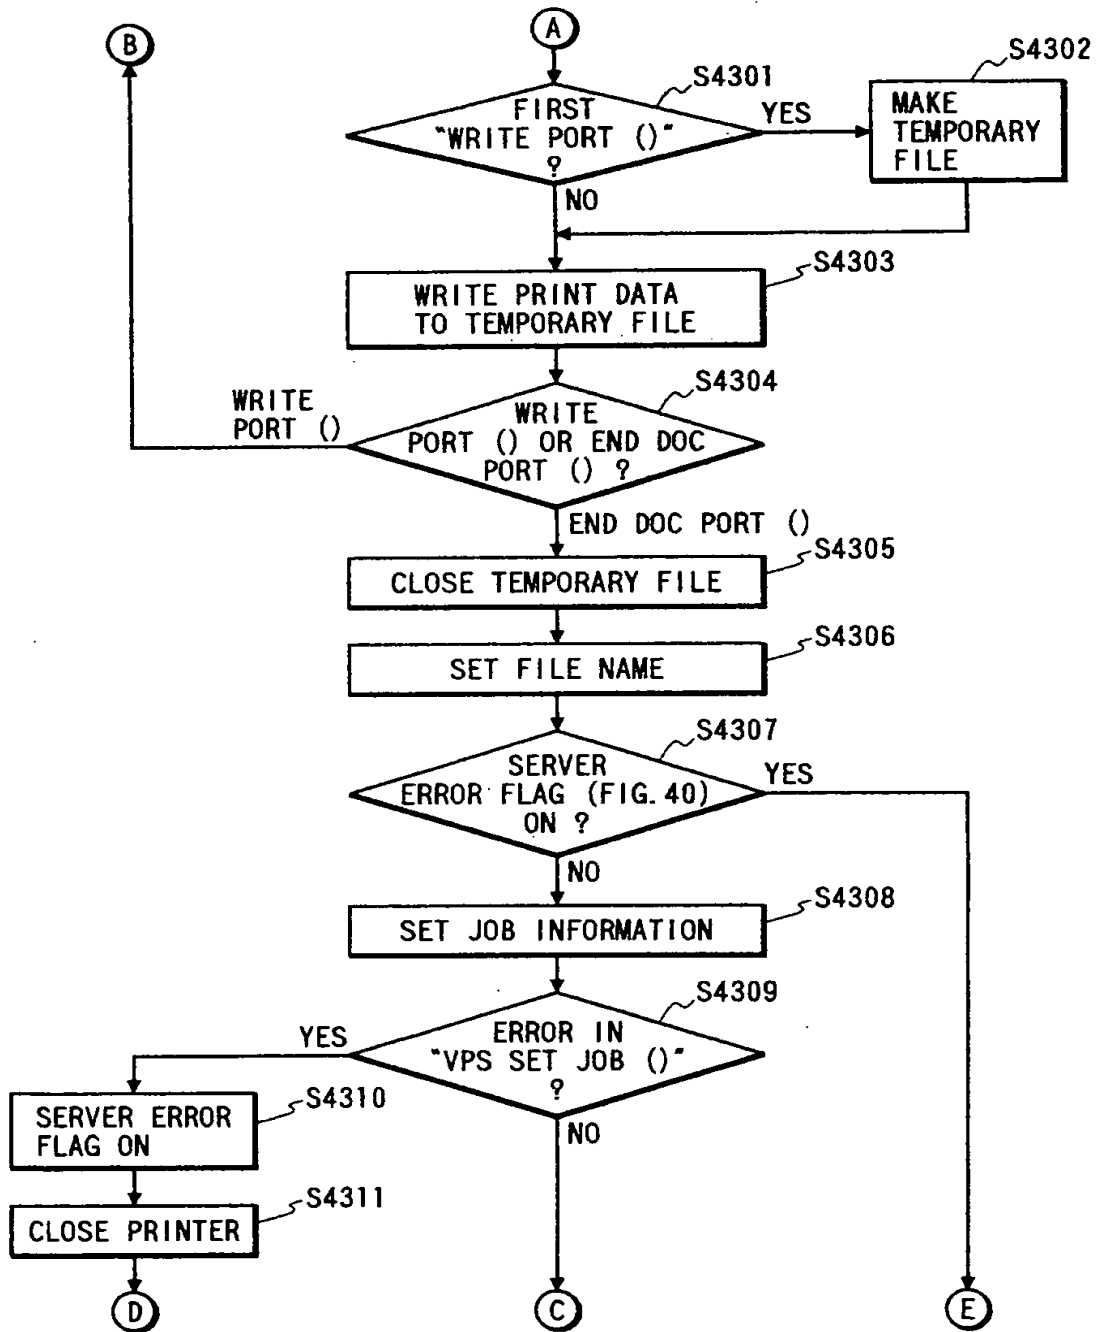 B
A
S4301
S4302
FIRST
"WRITE PORT ()"
?
YES
MAKE
TEMPORARY
FILE
NO
S4303
WRITE PRINT DATA
TO TEMPORARY FILE
S4304
WRITE
PORT ()
WRITE
PORT () OR END DOC
PORT () ?
END DOC PORT ()
S4305
CLOSE TEMPORARY FILE
S4306
SET FILE NAME
S4307
SERVER
ERROR FLAG (FIG. 40)
ON ?
YES
NO
S4308
SET JOB INFORMATION
S4309
YES
ERROR IN
"VPS SET JOB ()"
?
NO
S4310
SERVER ERROR
FLAG ON
S4311
CLOSE PRINTER
D
C
E